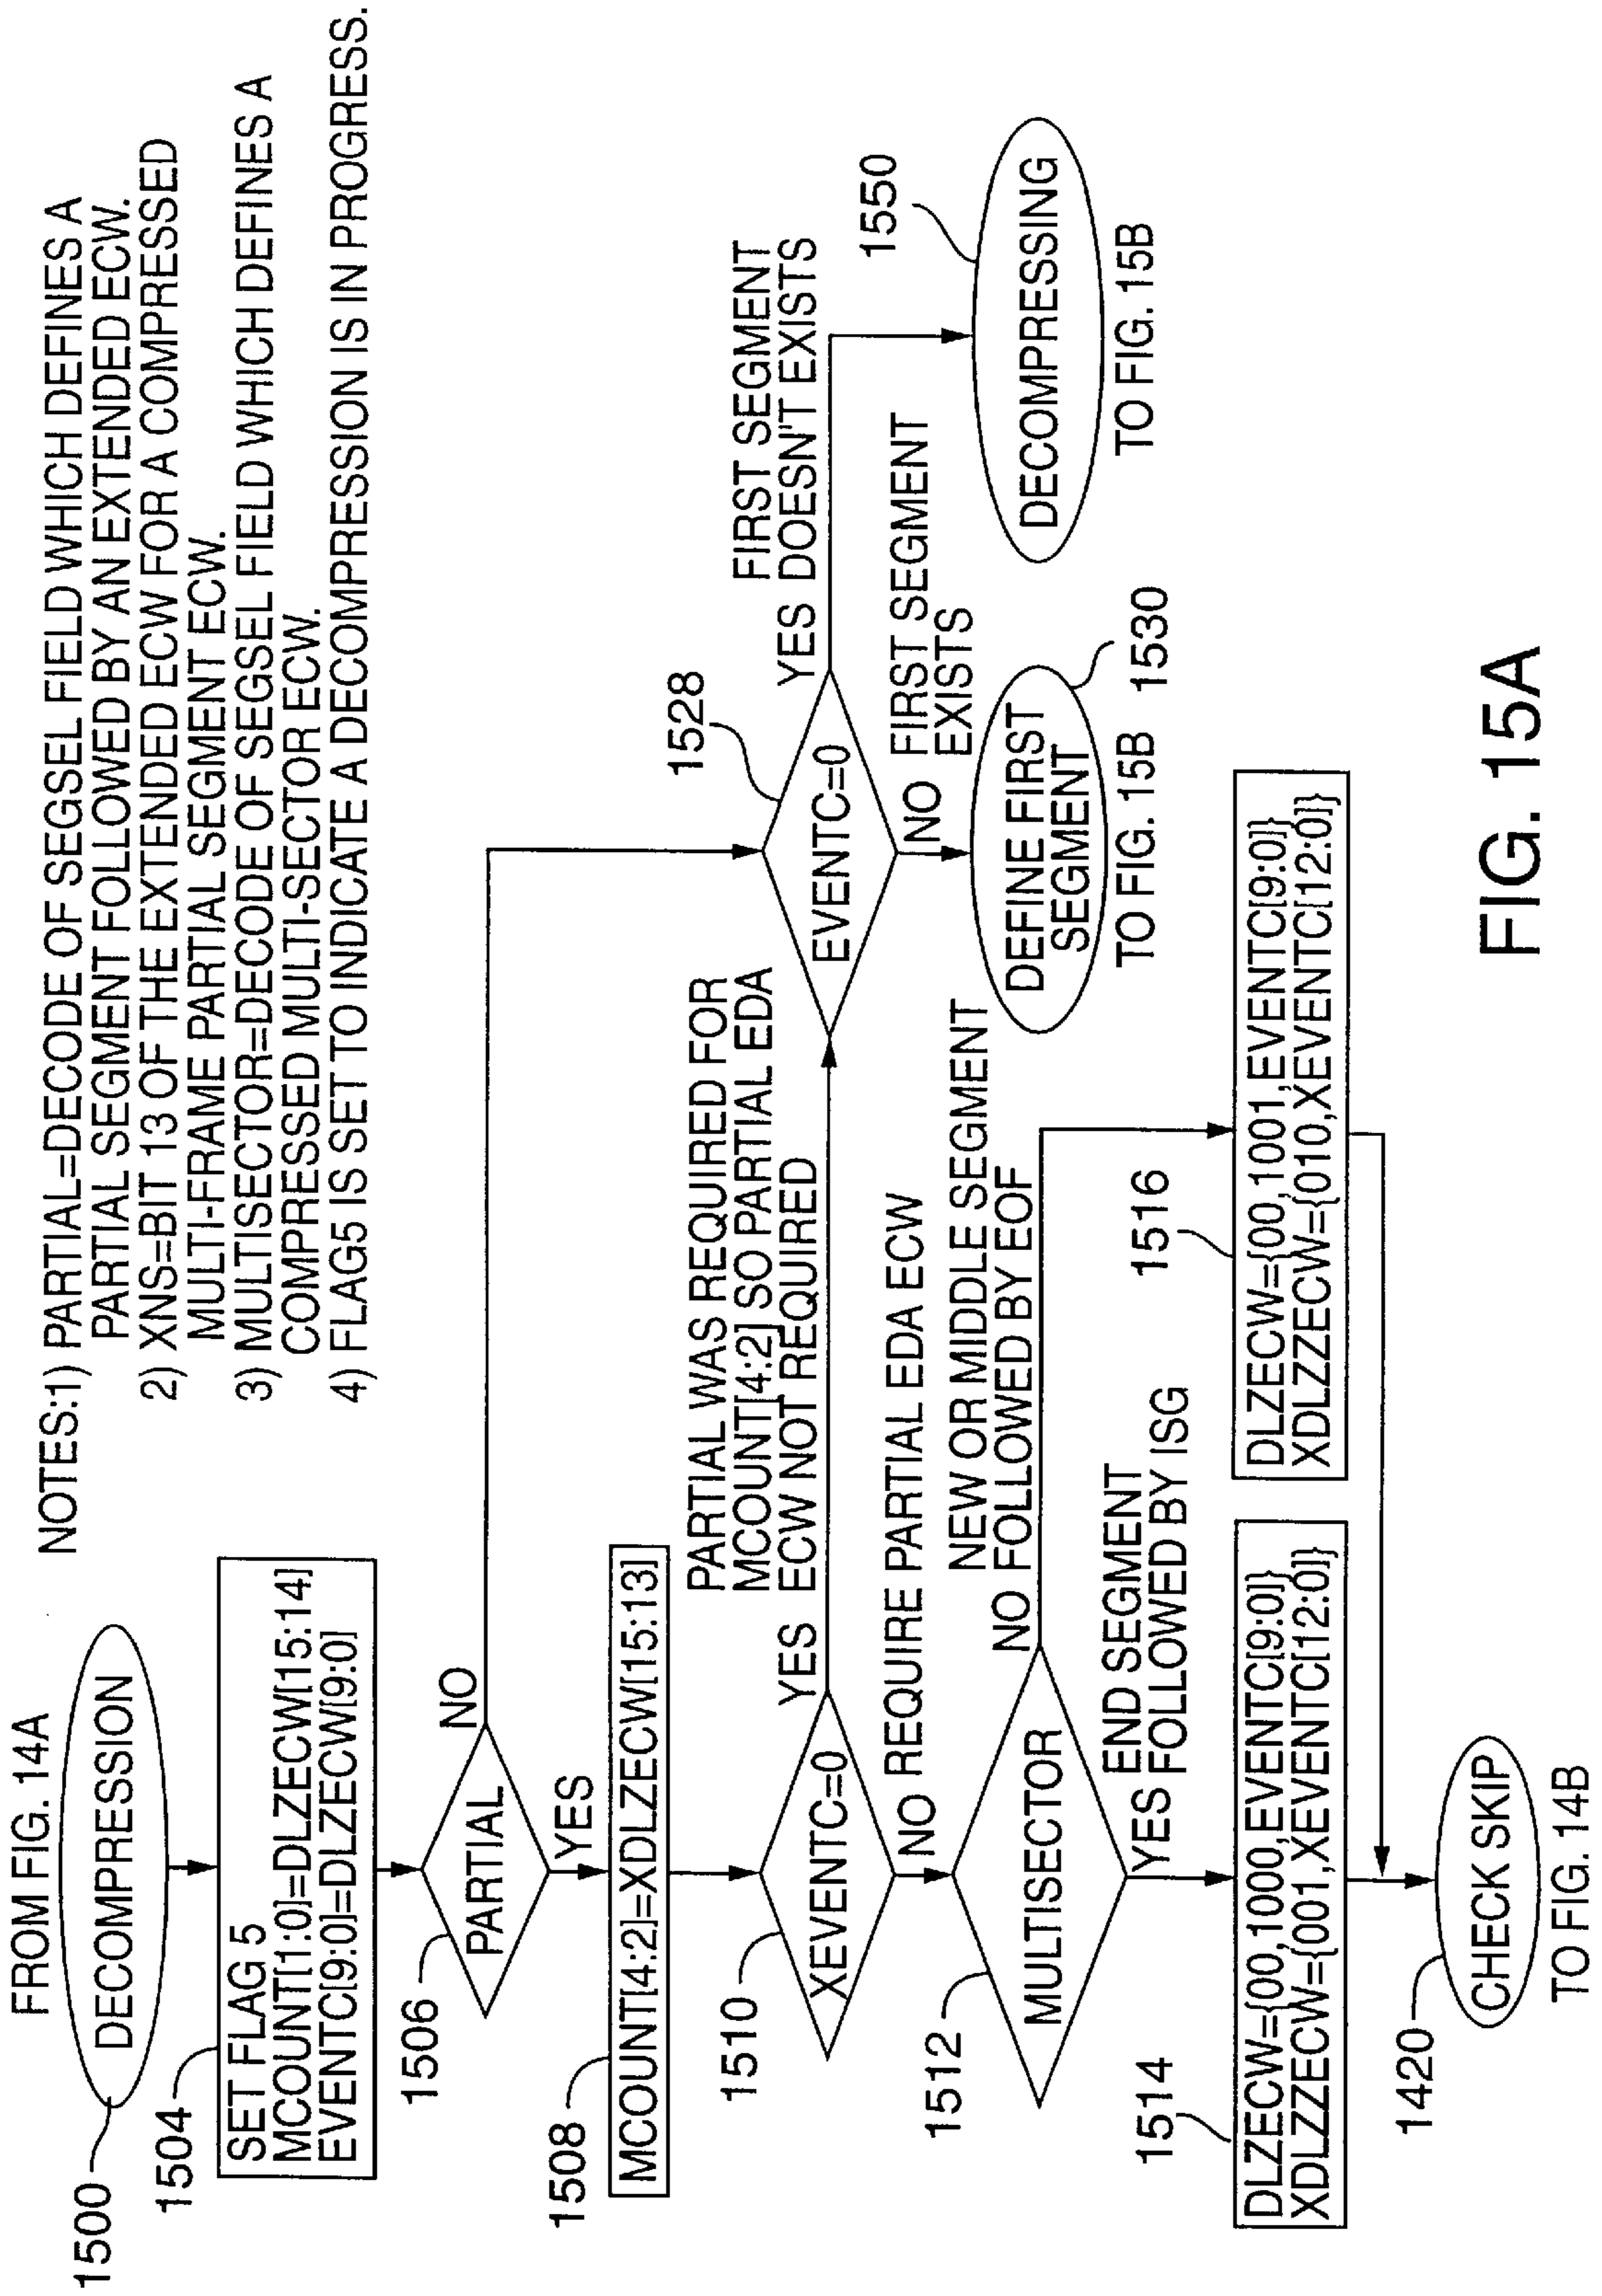 NOTES:1) PARTIAL=DECODE OF SEGSEL FIELD WHICH DEFINES A
PARTIAL SEGMENT FOLLOWED BY AN EXTENDED ECW.
2) XNS=BIT 13 OF THE EXTENDED ECW FOR A COMPRESSED
MULTI-FRAME PARTIAL SEGMENT ECW.
3) MULTISECTOR=DECODE OF SEGSEL FIELD WHICH DEFINES A
COMPRESSED MULTI-SECTOR ECW.
4) FLAG5 IS SET TO INDICATE A DECOMPRESSION IS IN PROGRESS.
FROM FIG. 14A
1500
DECOMPRESSION
1504
SET FLAG 5
MCOUNT[1:0]=DLZECW[15:14]
EVENTC[9:0]=DLZECW[9:0]
1506
PARTIAL
NO
YES
1508
MCOUNT[4:2]=XDLZECW[15:13]
1510
XEVENTC=0
PARTIAL WAS REQUIRED FOR
MCOUNT[4:2] SO PARTIAL EDA
YES ECW NOT REQUIRED
NO REQUIRE PARTIAL EDA ECW
1528
EVENTC=0
FIRST SEGMENT
YES DOESN'T EXISTS
NO FIRST SEGMENT
EXISTS
1550
DECOMPRESSING
TO FIG. 15B
1530
DEFINE FIRST
SEGMENT
TO FIG. 15B
1512
MULTISECTOR
NEW OR MIDDLE SEGMENT
NO FOLLOWED BY EOF
END SEGMENT
YES FOLLOWED BY ISG
1514
DLZECW={00,1000,EVENTC[9:0]}
XDLZZECW={001,XEVENTC[12:0]}
1516
DLZECW={00,1001,EVENTC[9:0]}
XDLZZECW={010,XEVENTC[12:0]}
1420
CHECK SKIP
TO FIG. 14B
FIG. 15A